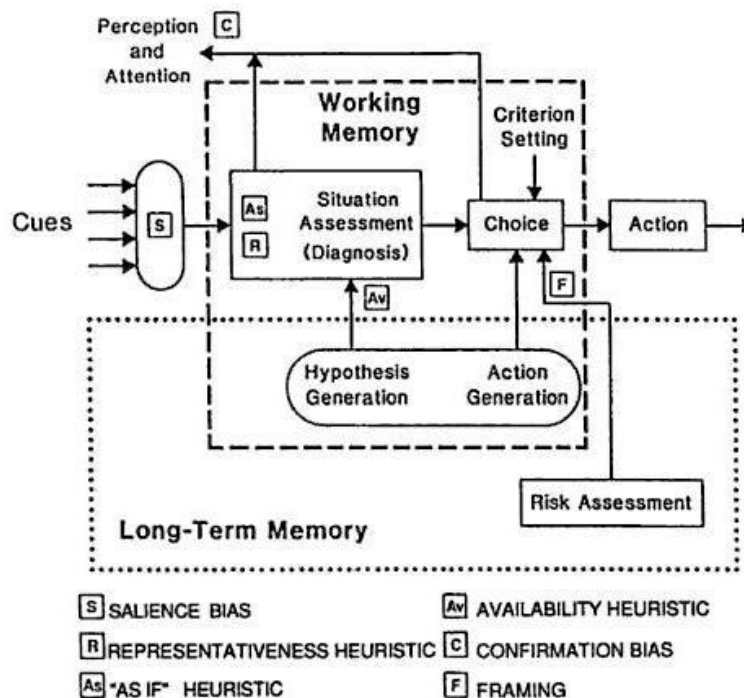 Perception
and
Attention
C
Working
Memory
Criterion
Setting
Cues
S
As
R
Situation
Assessment
(Diagnosis)
Choice
Action
Av
F
Hypothesis
Generation
Action
Generation
Risk Assessment
Long-Term Memory
S SALIENCE BIAS
Av AVAILABILITY HEURISTIC
R REPRESENTATIVENESS HEURISTIC
C CONFIRMATION BIAS
As "AS IF" HEURISTIC
F FRAMING